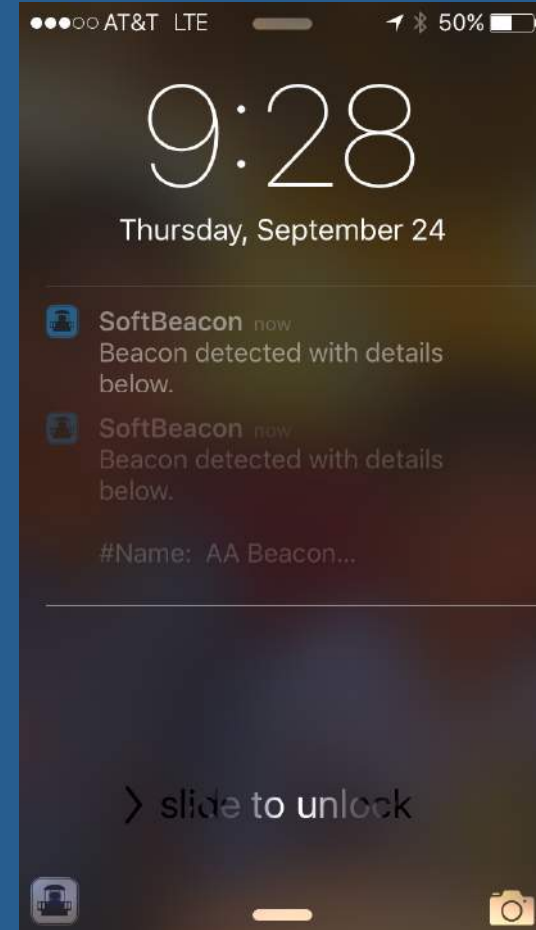 AT&T LTE 50%
9:28
Thursday, September 24
SoftBeacon now
Beacon detected with details
below.
SoftBeacon now
Beacon detected with details
below.
#Name: AA Beacon...
slide to unlock